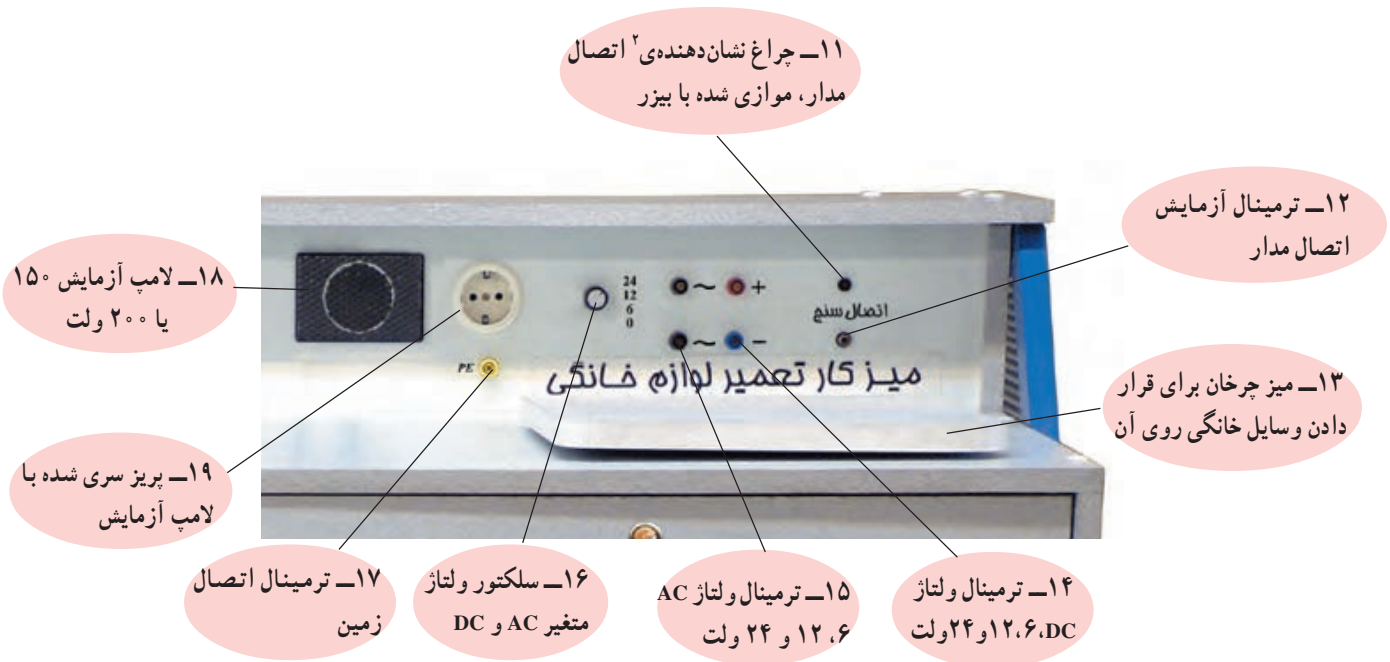 ۱۱ــ چراغ نشان‌دهنده‌ی۲ اتصال
مدار، موازی شده با بیزر
۱۲ــ ترمینال آزمایش
اتصال مدار
۱۸ــ لامپ آزمایش ۱۵۰
یا ۲۰۰ ولت
24
12
6
0
~ +
~ −
اتصال سنج
PE
میز کار تعمیر لوازم خانگی
۱۳ــ میز چرخان برای قرار
دادن وسایل خانگی روی آن
۱۹ــ پریز سری شده با
لامپ آزمایش
۱۷ــ ترمینال اتصال
زمین
۱۶ــ سلکتور ولتاژ
متغیر AC و DC
۱۵ــ ترمینال ولتاژ AC
۶، ۱۲ و ۲۴ ولت
۱۴ــ ترمینال ولتاژ
DC،۶،۱۲و۲۴ولت